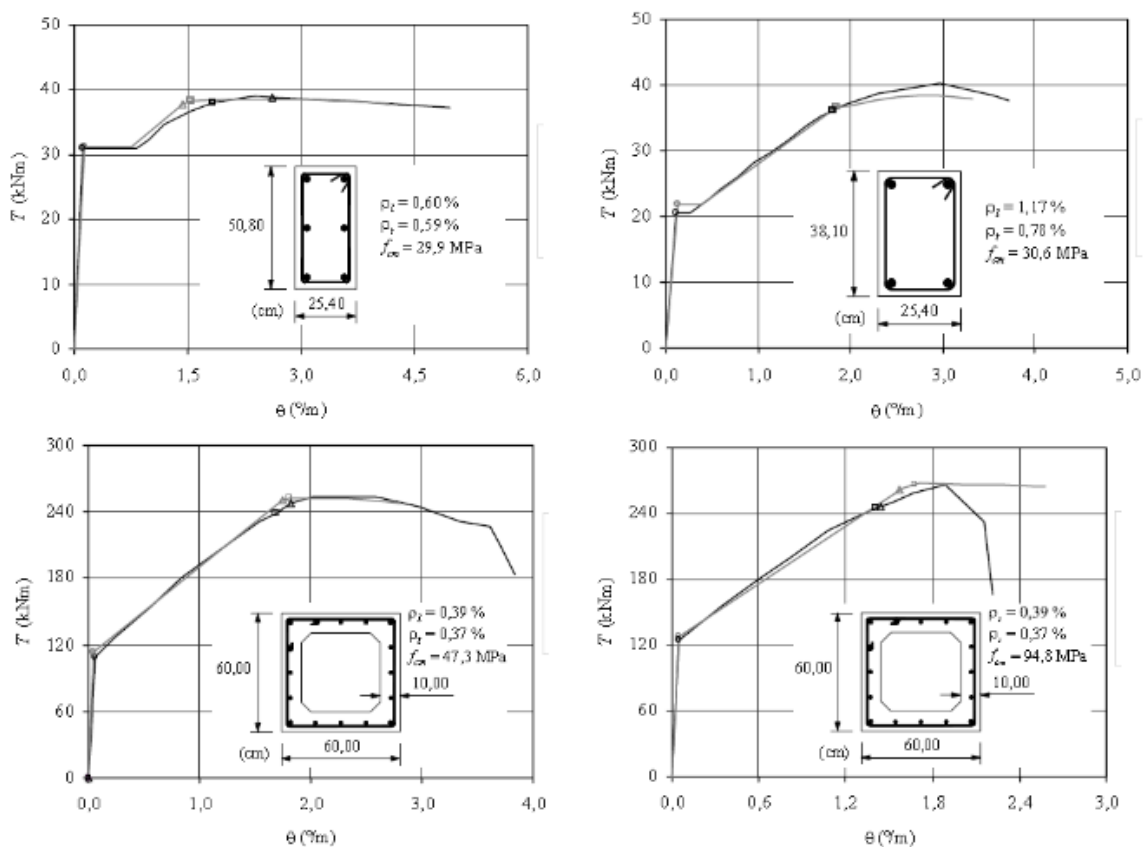 50
40
30
20
10
0
T (kNm)
50,80
(cm)
25,40
ρl = 0,60 %
ρt = 0,59 %
fcm = 29,9 MPa
0,0 1,5 3,0 4,5 6,0
θ (º/m)
50
40
30
20
10
0
T (kNm)
38,10
(cm)
25,40
ρl = 1,17 %
ρt = 0,78 %
fcm = 30,6 MPa
0,0 1,0 2,0 3,0 4,0 5,0
θ (º/m)
300
240
180
120
60
0
T (kNm)
60,00
(cm)
60,00
ρl = 0,39 %
ρt = 0,37 %
fcm = 47,3 MPa
10,00
0,0 1,0 2,0 3,0 4,0
θ (º/m)
300
240
180
120
60
0
T (kNm)
60,00
(cm)
60,00
ρl = 0,39 %
ρt = 0,37 %
fcm = 94,8 MPa
10,00
0,0 0,6 1,2 1,8 2,4 3,0
θ (º/m)